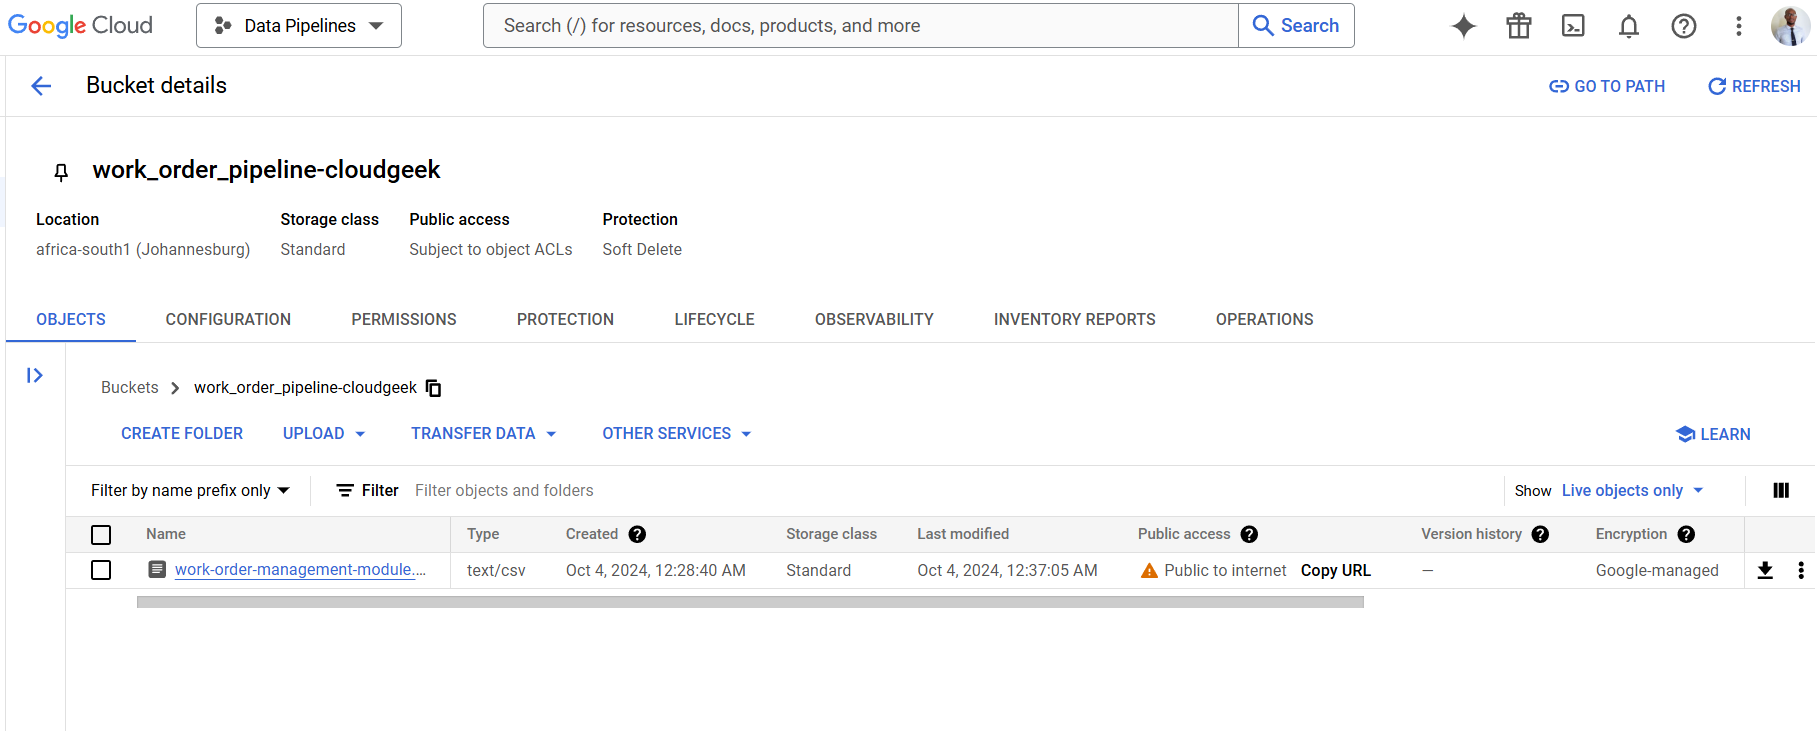 Google Cloud Data Pipelines Search (/) for resources, docs, products, and more Search
Bucket details GO TO PATH REFRESH
work_order_pipeline-cloudgeek
Location Storage class Public access Protection
africa-south1 (Johannesburg) Standard Subject to object ACLs Soft Delete
OBJECTS CONFIGURATION PERMISSIONS PROTECTION LIFECYCLE OBSERVABILITY INVENTORY REPORTS OPERATIONS
Buckets work_order_pipeline-cloudgeek
CREATE FOLDER UPLOAD TRANSFER DATA OTHER SERVICES LEARN
Filter by name prefix only Filter Filter objects and folders Show Live objects only
Name Type Created Storage class Last modified Public access Version history Encryption
work-order-management-module.... text/csv Oct 4, 2024, 12:28:40 AM Standard Oct 4, 2024, 12:37:05 AM Public to internet Copy URL — Google-managed